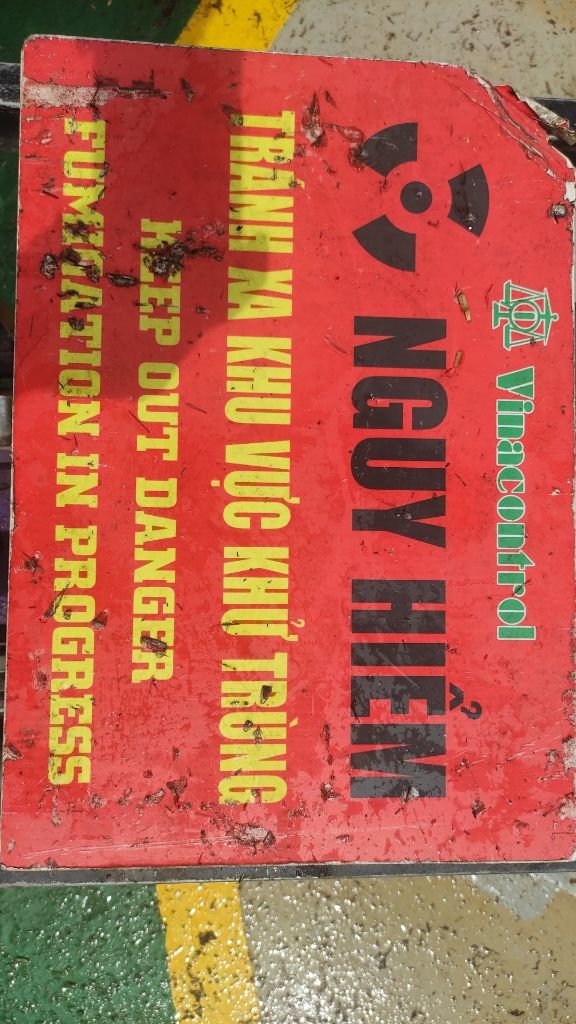 Vinacontrol
NGUY HIỂM
TRÁNH XA KHU VỰC KHỬ TRÙNG
KEEP OUT DANGER
FUMIGATION IN PROGRESS